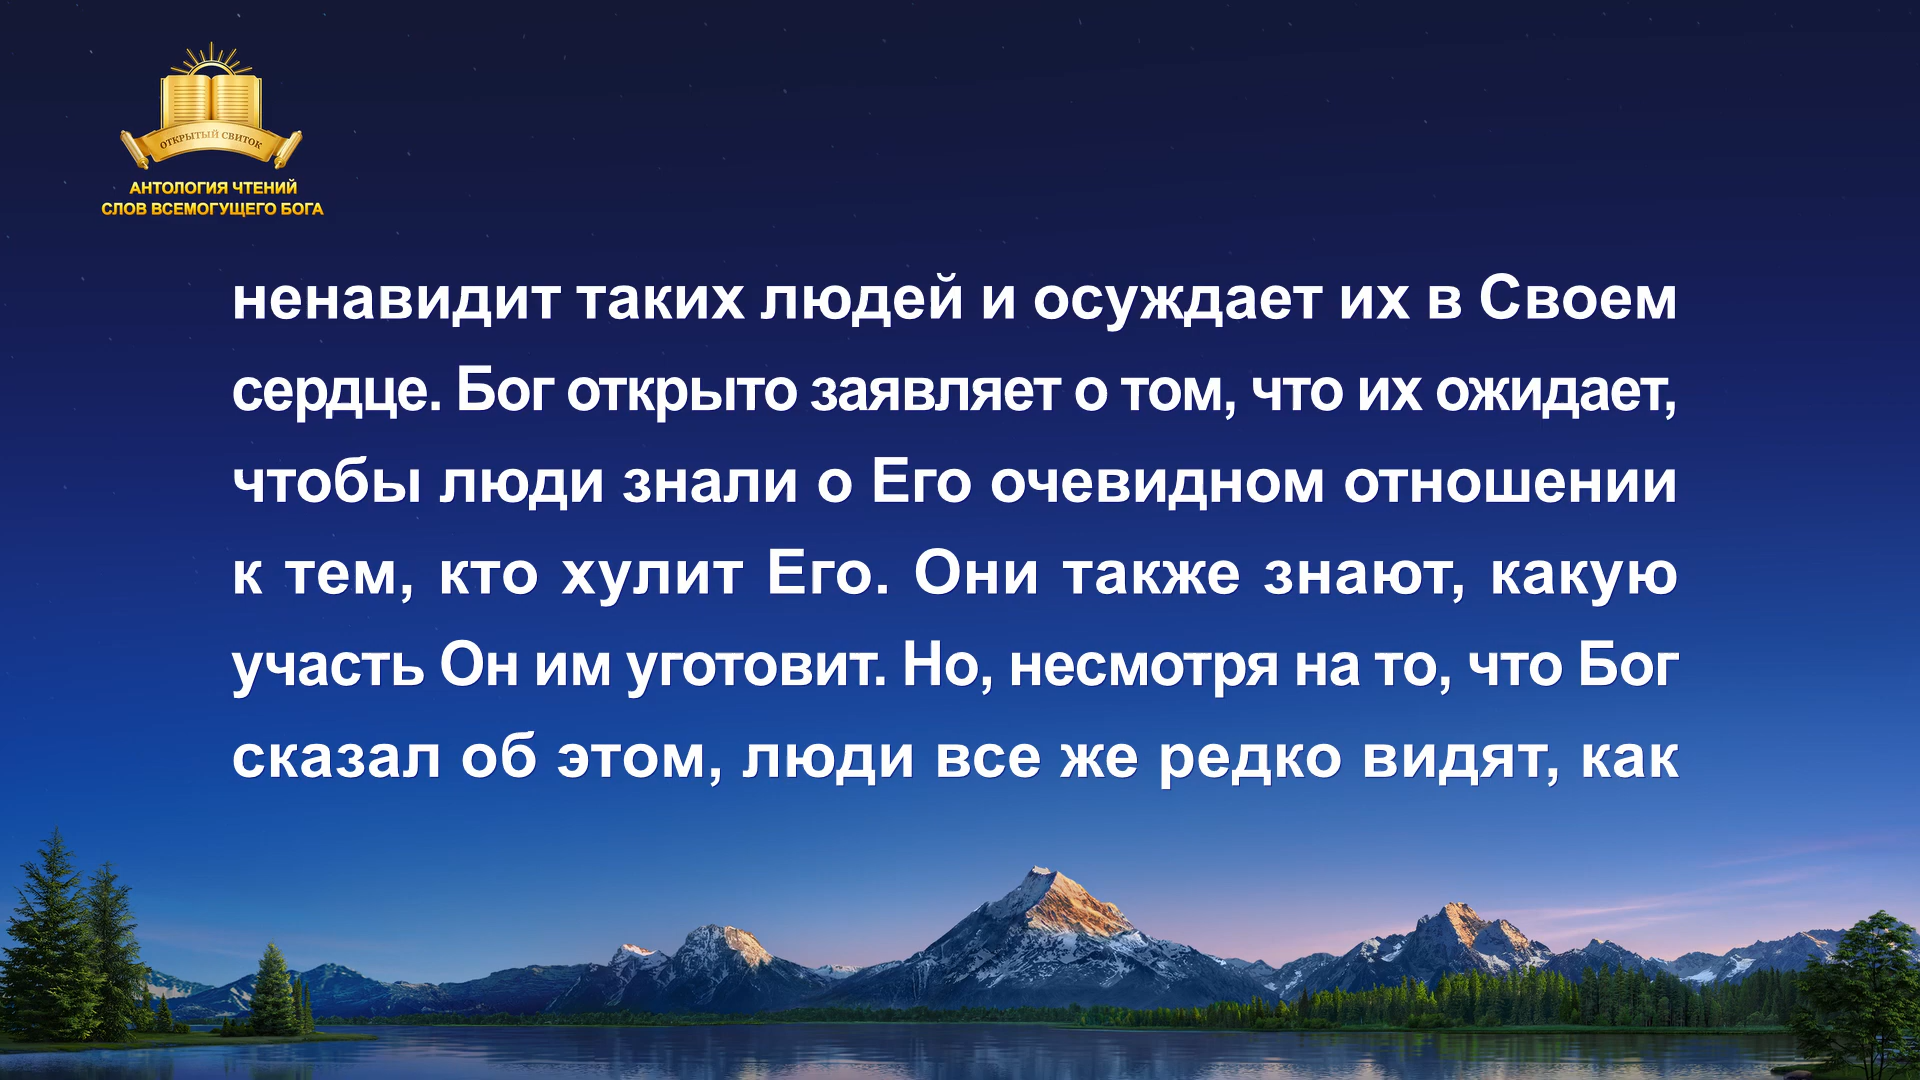 ОТКРЫТЫЙ СВИТОК
АНТОЛОГИЯ ЧТЕНИЙ
СЛОВ ВСЕМОГУЩЕГО БОГА
ненавидит таких людей и осуждает их в Своем
сердце. Бог открыто заявляет о том, что их ожидает,
чтобы люди знали о Его очевидном отношении
к тем, кто хулит Его. Они также знают, какую
участь Он им уготовит. Но, несмотря на то, что Бог
сказал об этом, люди все же редко видят, как